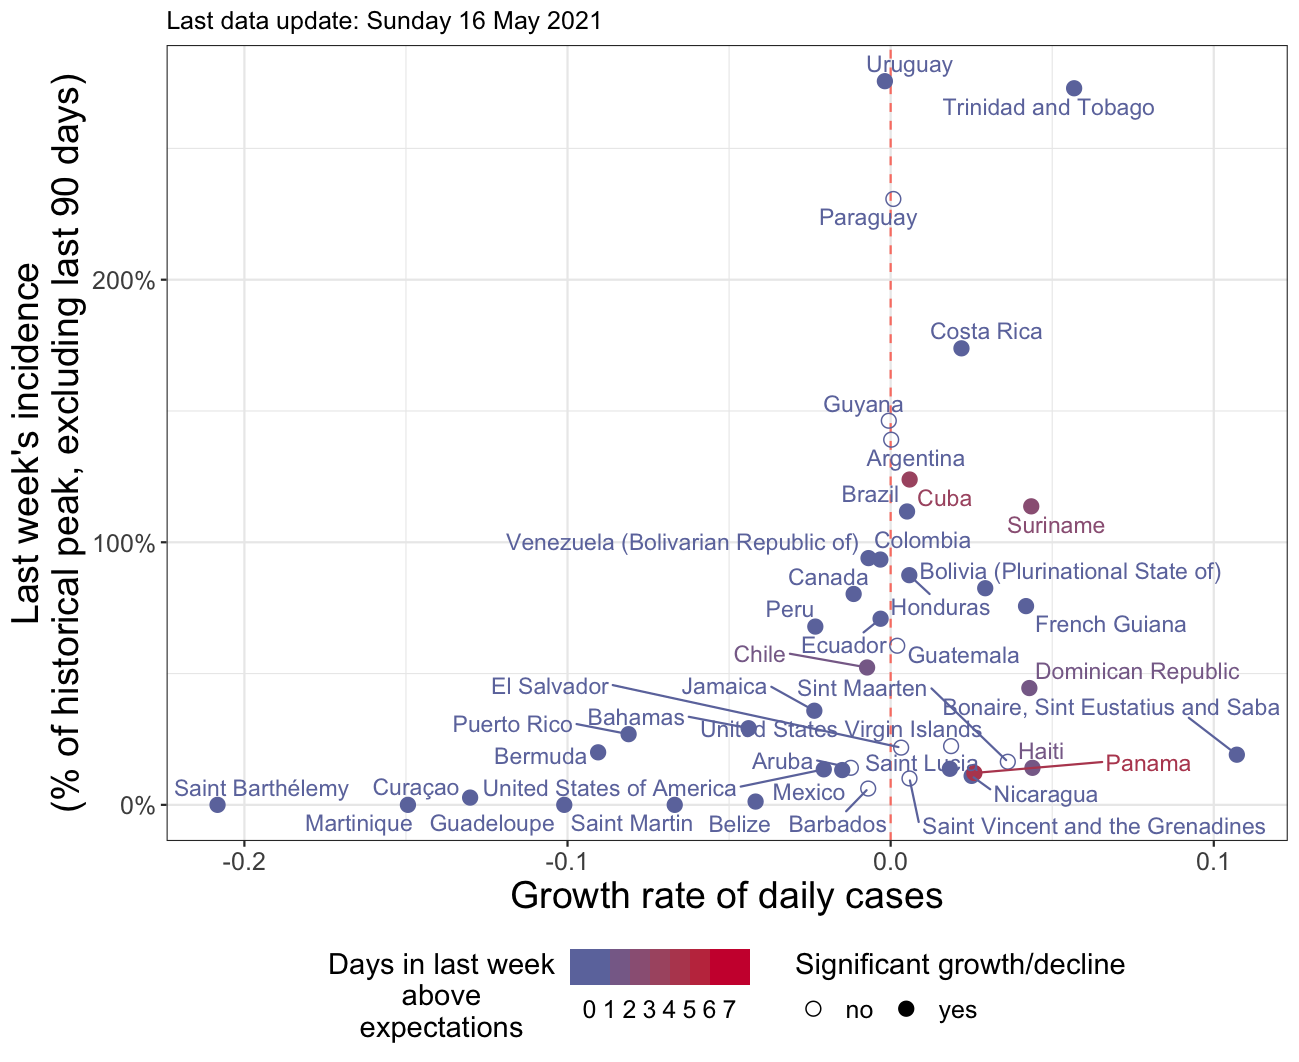 Last data update: Sunday 16 May 2021
Last week's incidence
(% of historical peak, excluding last 90 days)
200%
100%
0%
Uruguay
Trinidad and Tobago
Paraguay
Costa Rica
Guyana
Argentina
Brazil
Cuba
Suriname
Venezuela (Bolivarian Republic of)
Colombia
Canada
Bolivia (Plurinational State of)
Peru
Honduras
French Guiana
Ecuador
Chile
Guatemala
Dominican Republic
El Salvador
Jamaica
Sint Maarten
Bonaire, Sint Eustatius and Saba
Puerto Rico
Bahamas
United States Virgin Islands
Bermuda
Aruba
Saint Lucia
Haiti
Panama
Saint Barthélemy
Curaçao
United States of America
Mexico
Nicaragua
Martinique
Guadeloupe
Saint Martin
Belize
Barbados
Saint Vincent and the Grenadines
-0.2
-0.1
0.0
0.1
Growth rate of daily cases
Days in last week
above
expectations
0 1 2 3 4 5 6 7
Significant growth/decline
no
yes